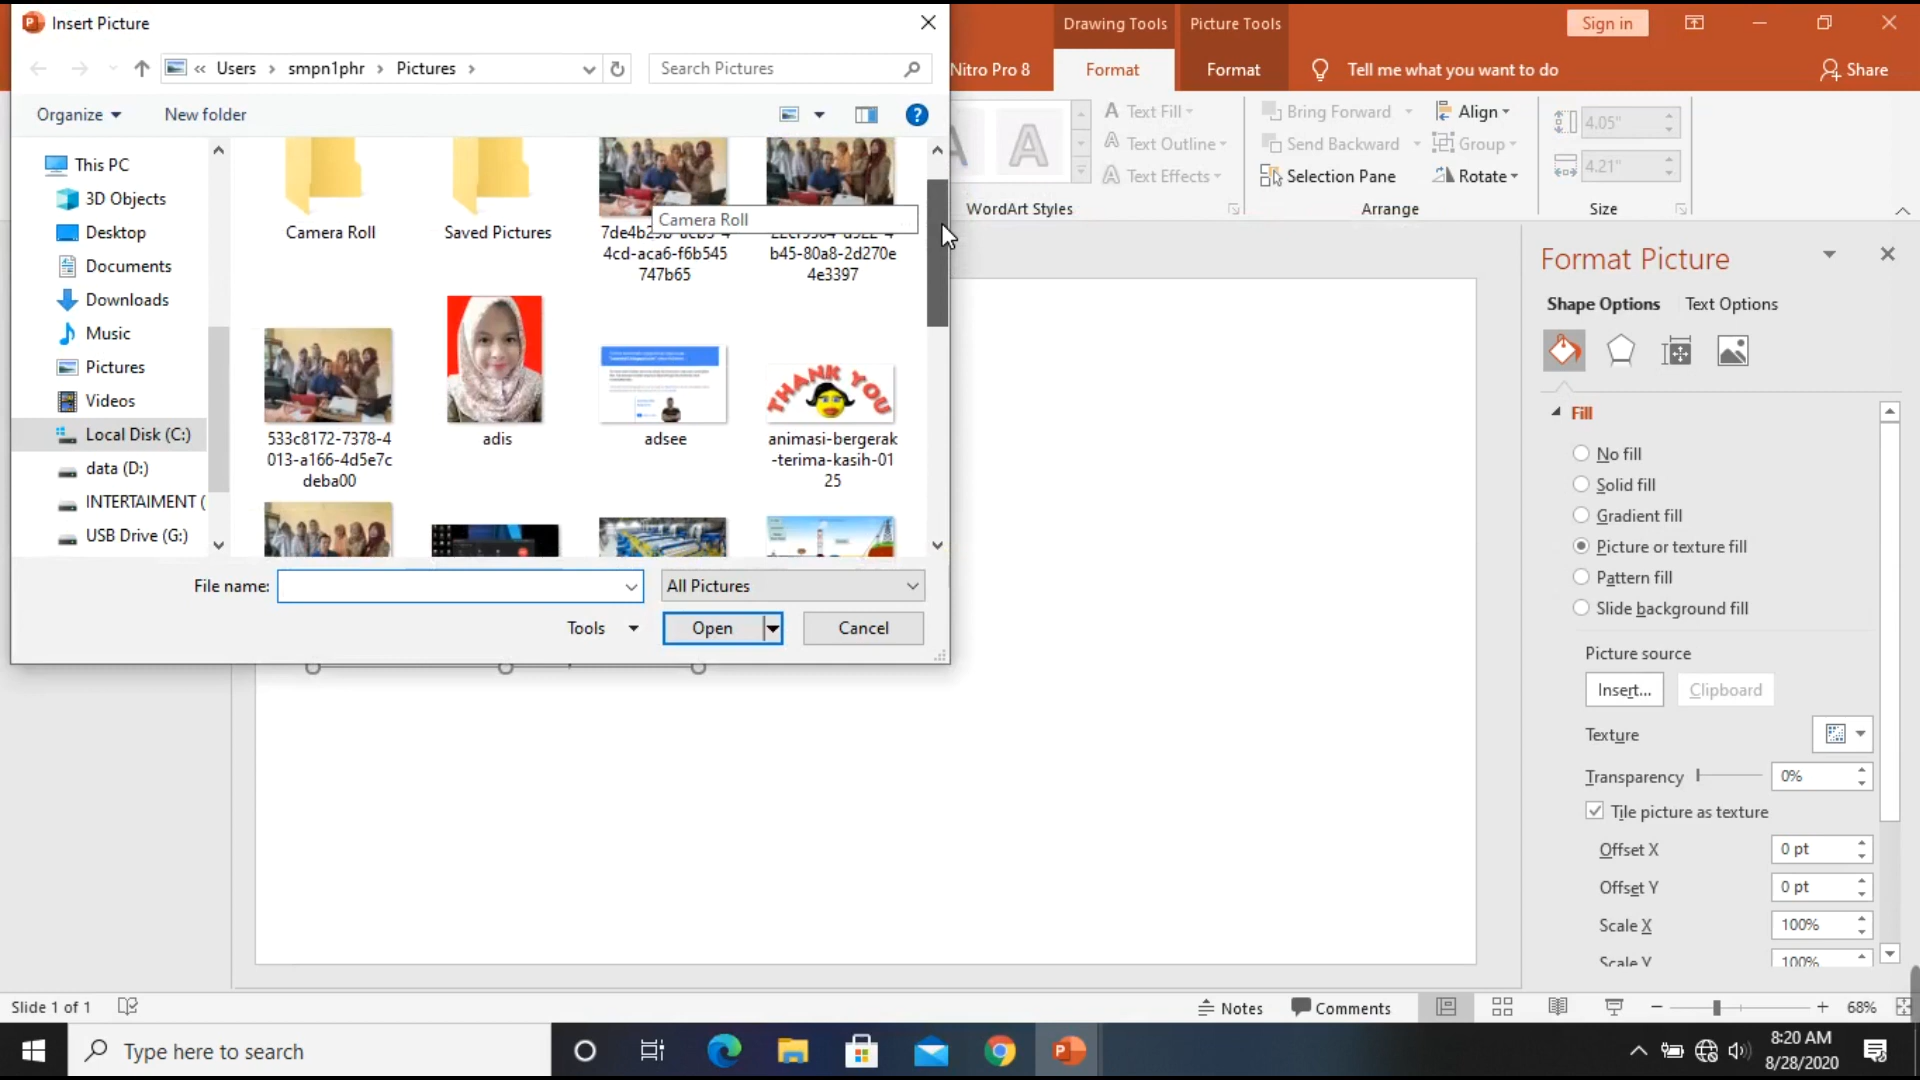 Insert Picture
Drawing Tools
Picture Tools
Sign in
« Users > smpn1phr > Pictures >
Search Pictures
Nitro Pro 8
Format
Format
Tell me what you want to do
Share
Organize
New folder
Text Fill
Bring Forward
Align
4.05"
Text Outline
Send Backward
Group
Text Effects
Selection Pane
Rotate
4.21"
WordArt Styles
Arrange
Size
This PC
3D Objects
Desktop
Documents
Downloads
Music
Pictures
Videos
Local Disk (C:)
data (D:)
INTERTAIMENT (
USB Drive (G:)
Camera Roll
Saved Pictures
Camera Roll
4cd-aca6-f6b545
747b65
b45-80a8-2d270e
4e3397
THANK YOU
533c8172-7378-4
013-a166-4d5e7c
deba00
adis
adsee
animasi-bergerak
-terima-kasih-01
25
File name:
All Pictures
Tools
Open
Cancel
Format Picture
Shape Options
Text Options
Fill
No fill
Solid fill
Gradient fill
Picture or texture fill
Pattern fill
Slide background fill
Picture source
Insert...
Clipboard
Texture
Transparency
0%
Tile picture as texture
Offset X
0 pt
Offset Y
0 pt
Scale X
100%
Scale Y
100%
Slide 1 of 1
Notes
Comments
68%
Type here to search
8:20 AM
8/28/2020